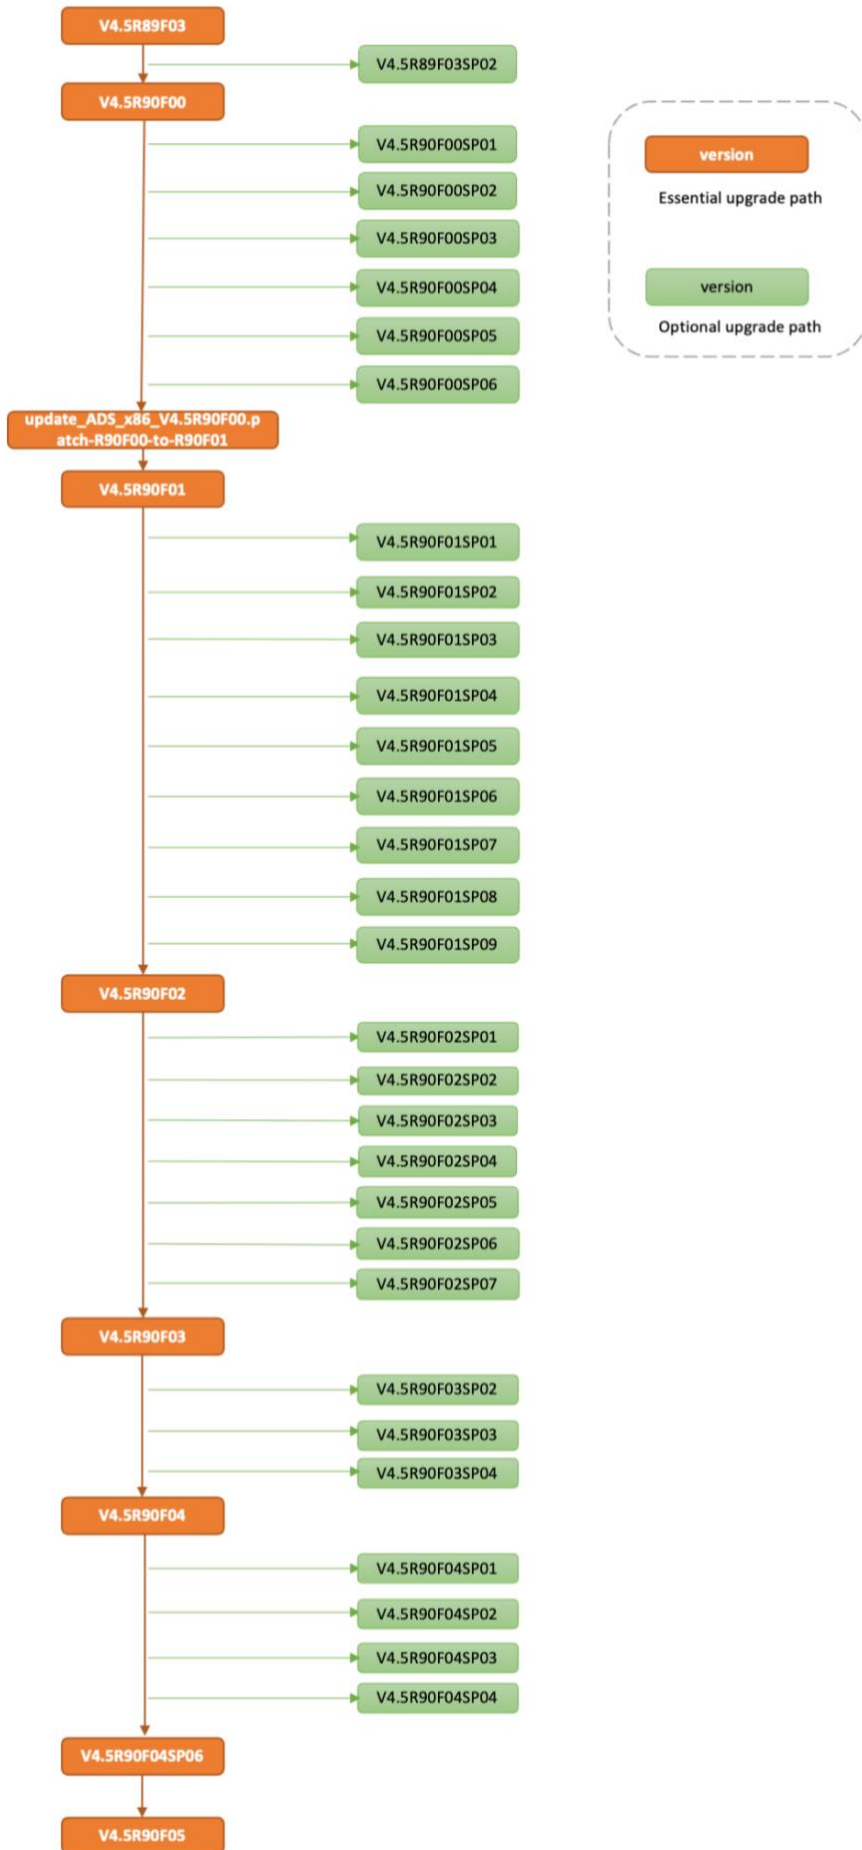 V4.5R89F03
V4.5R89F03SP02
V4.5R90F00
V4.5R90F00SP01
V4.5R90F00SP02
V4.5R90F00SP03
V4.5R90F00SP04
V4.5R90F00SP05
V4.5R90F00SP06
version
Essential upgrade path
version
Optional upgrade path
update_ADS_x86_V4.5R90F00.p
atch-R90F00-to-R90F01
V4.5R90F01
V4.5R90F01SP01
V4.5R90F01SP02
V4.5R90F01SP03
V4.5R90F01SP04
V4.5R90F01SP05
V4.5R90F01SP06
V4.5R90F01SP07
V4.5R90F01SP08
V4.5R90F01SP09
V4.5R90F02
V4.5R90F02SP01
V4.5R90F02SP02
V4.5R90F02SP03
V4.5R90F02SP04
V4.5R90F02SP05
V4.5R90F02SP06
V4.5R90F02SP07
V4.5R90F03
V4.5R90F03SP02
V4.5R90F03SP03
V4.5R90F03SP04
V4.5R90F04
V4.5R90F04SP01
V4.5R90F04SP02
V4.5R90F04SP03
V4.5R90F04SP04
V4.5R90F04SP06
V4.5R90F05